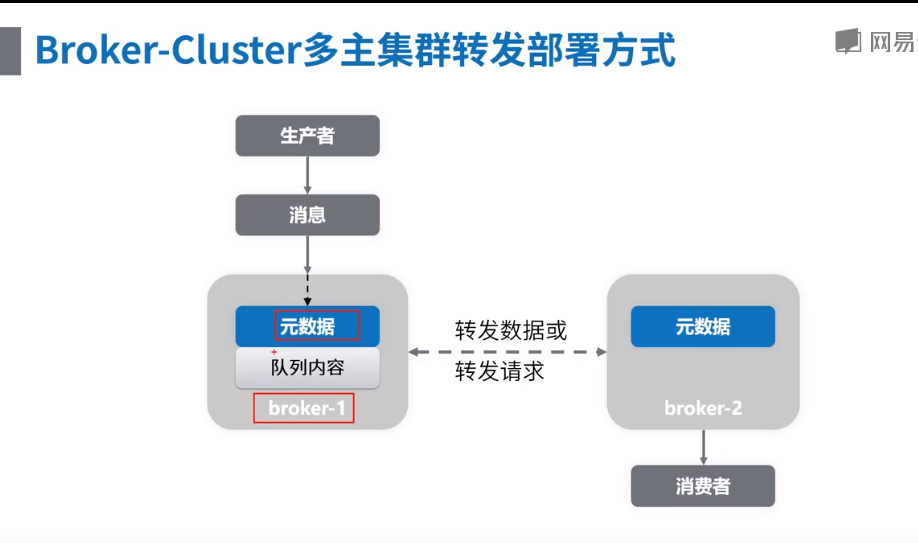 Broker-Cluster多主集群转发部署方式
网易
生产者
消息
元数据
队列内容
broker-1
转发数据或
转发请求
元数据
broker-2
消费者